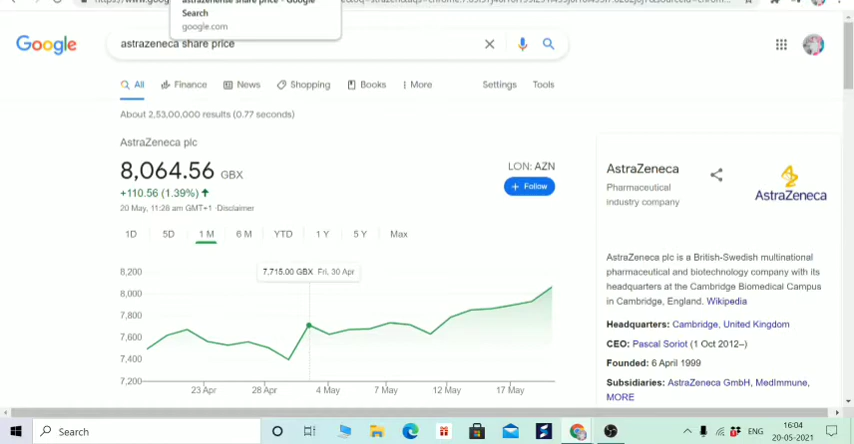 Search
google.com
Google
astrazeneca share price
All
Finance
News
Shopping
Books
More
Settings
Tools
About 2,53,00,000 results (0.77 seconds)
AstraZeneca plc
8,064.56 GBX
+110.56 (1.39%)
20 May, 11:26 am GMT+1 · Disclaimer
LON: AZN
+ Follow
1D 5D 1 M 6 M YTD 1 Y 5 Y Max
7,715.00 GBX Fri, 30 Apr
8,200
8,000
7,800
7,600
7,400
7,200
23 Apr 28 Apr 4 May 7 May 12 May 17 May
AstraZeneca
Pharmaceutical
industry company
AstraZeneca
AstraZeneca plc is a British-Swedish multinational
pharmaceutical and biotechnology company with its
headquarters at the Cambridge Biomedical Campus
in Cambridge, England. Wikipedia
Headquarters: Cambridge, United Kingdom
CEO: Pascal Soriot (1 Oct 2012–)
Founded: 6 April 1999
Subsidiaries: AstraZeneca GmbH, MedImmune,
MORE
Search
ENG
16:04
20-05-2021